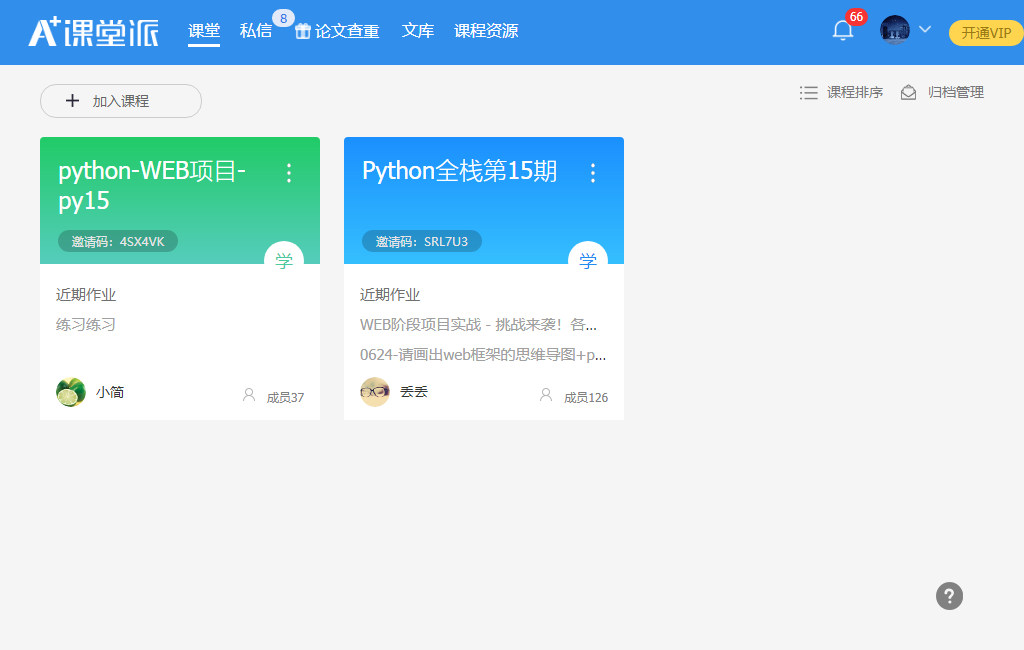 A+课堂派 课堂 私信 8 论文查重 文库 课程资源 66 开通VIP
加入课程 课程排序 归档管理
python-WEB项目-
py15
邀请码：4SX4VK
学
近期作业
练习练习
小简 成员37
Python全栈第15期
邀请码：SRL7U3
学
近期作业
WEB阶段项目实战 - 挑战来袭！各...
0624-请画出web框架的思维导图+p...
丢丢 成员126
?